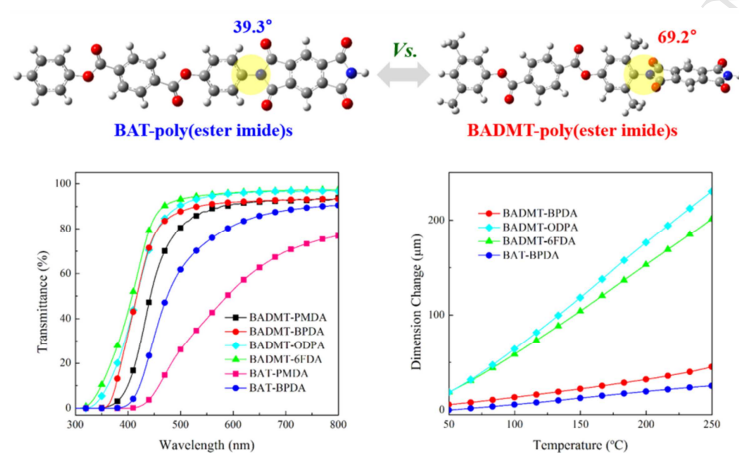 39.3°
Vs.
69.2°
BAT-poly(ester imide)s
BADMT-poly(ester imide)s
100
80
60
40
20
0
Transmittance (%)
BADMT-PMDA
BADMT-BPDA
BADMT-ODPA
BADMT-6FDA
BAT-PMDA
BAT-BPDA
300 400 500 600 700 800
Wavelength (nm)
200
100
0
Dimension Change (μm)
BADMT-BPDA
BADMT-ODPA
BADMT-6FDA
BAT-BPDA
50 100 150 200 250
Temperature (ºC)